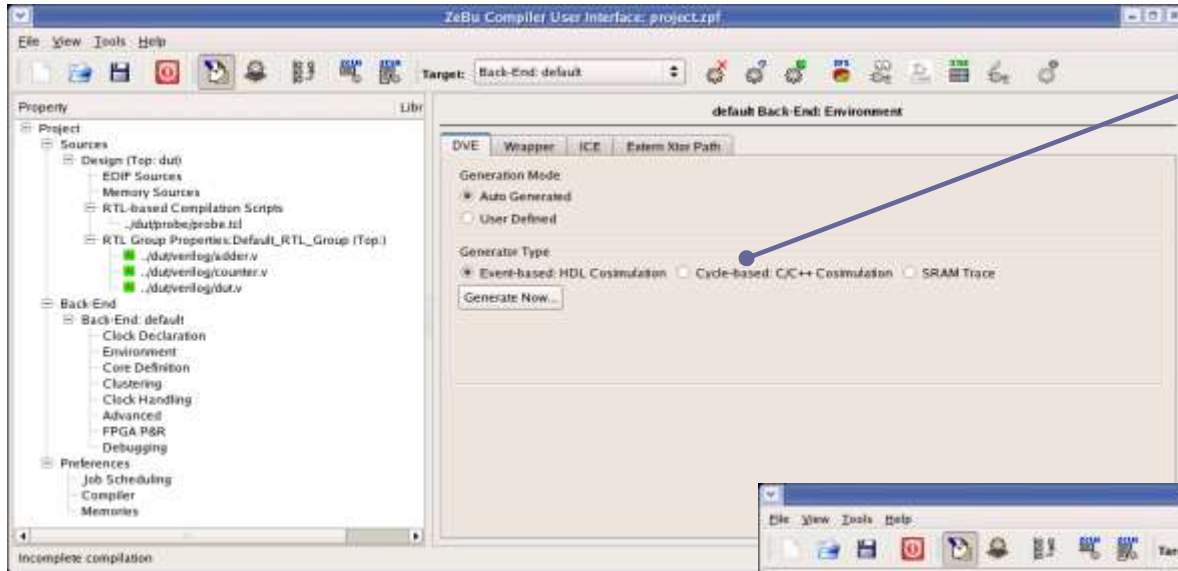 ZeBu Compiler User Interface: project.zpf
File View Tools Help
Target: Back-End: default
Property Libr
Project
Sources
Design (Top: dut)
EDIF Sources
Memory Sources
RTL-based Compilation Scripts
../dut/probe/probe.tcl
RTL Group Properties:Default_RTL_Group (Top:)
../dut/verilog/adder.v
../dut/verilog/counter.v
../dut/verilog/dut.v
Back-End
Back-End: default
Clock Declaration
Environment
Core Definition
Clustering
Clock Handling
Advanced
FPGA P&R
Debugging
Preferences
Job Scheduling
Compiler
Memories
Incomplete compilation
default Back-End: Environment
DVE Wrapper ICE Extern Xtor Path
Generation Mode
Auto Generated
User Defined
Generator Type
Event-based: HDL Cosimulation Cycle-based: C/C++ Cosimulation SRAM Trace
Generate Now...
File View Tools Help
Tar